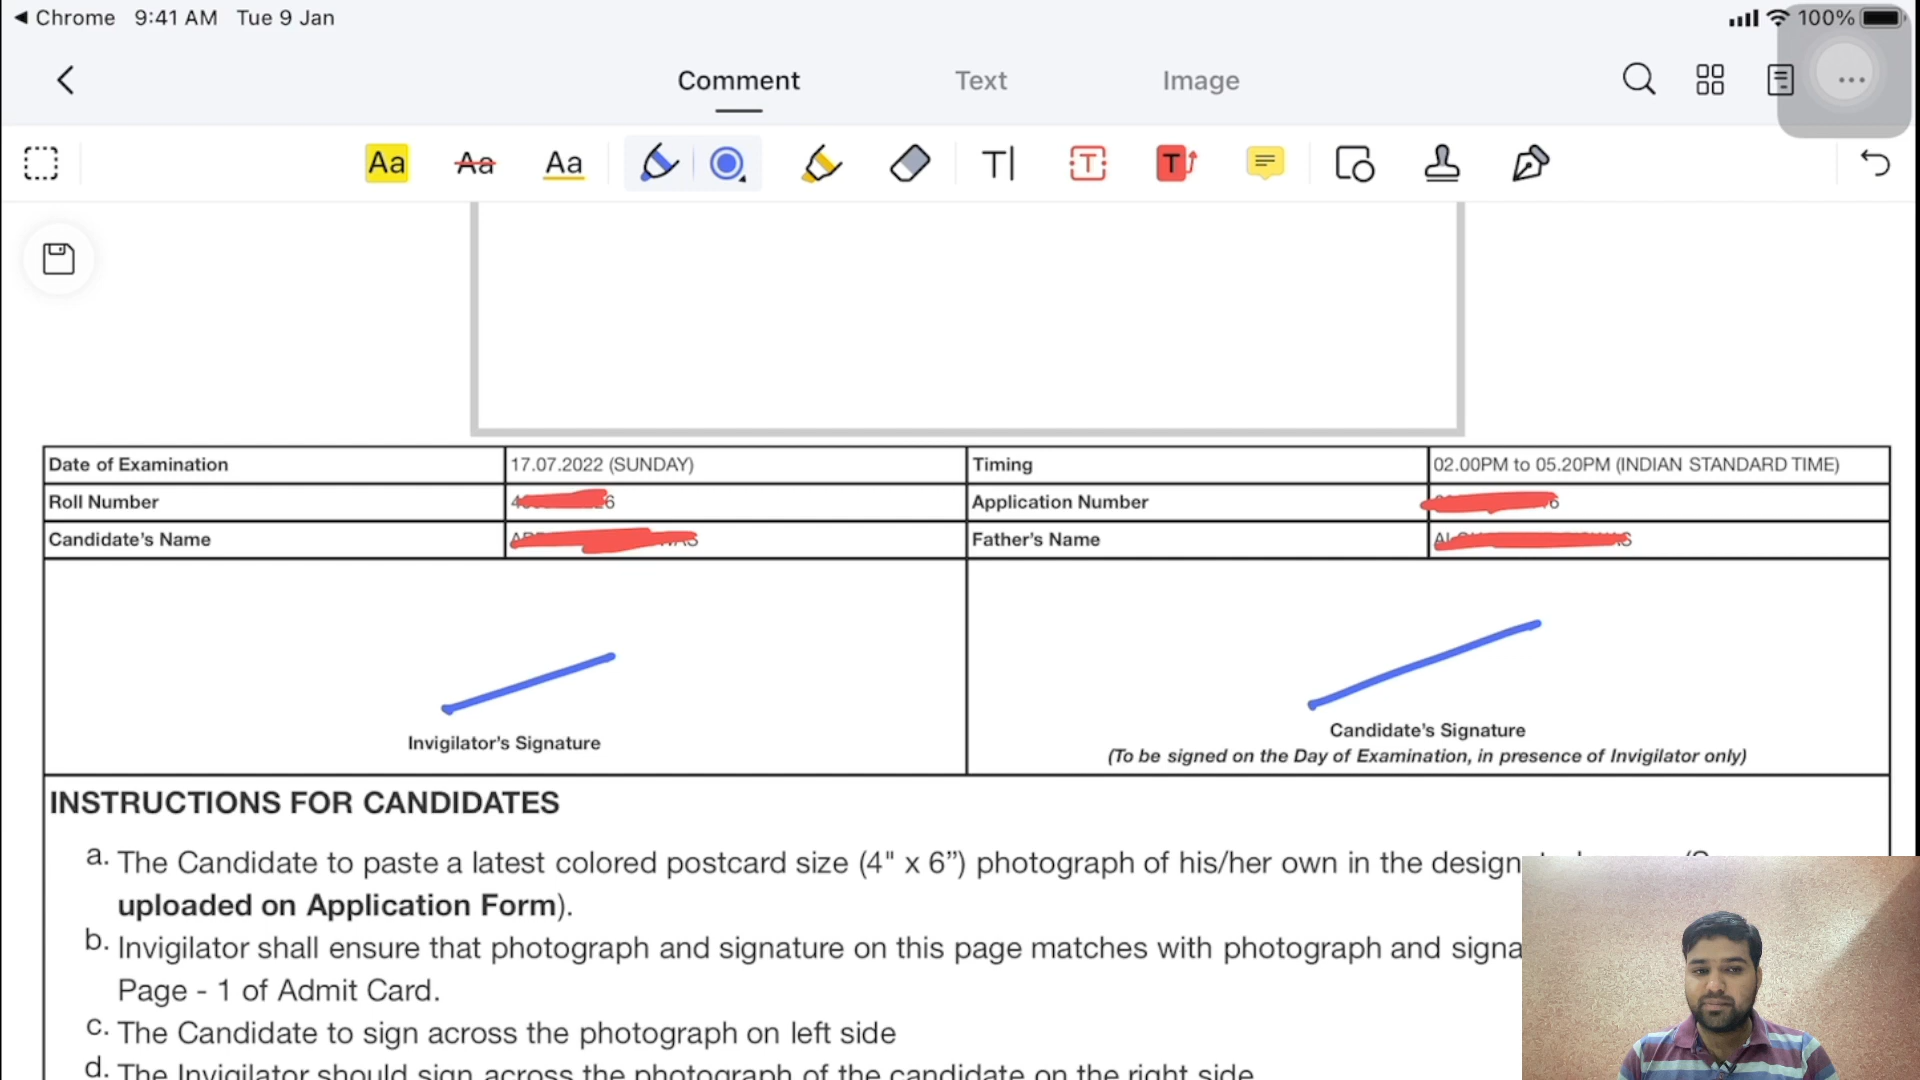 Chrome 9:41 AM Tue 9 Jan 100%
Comment Text Image
Aa Aa Aa T T T
Date of Examination 17.07.2022 (SUNDAY) Timing 02.00PM to 05.20PM (INDIAN STANDARD TIME)
Roll Number Application Number
Candidate's Name Father's Name
Invigilator's Signature
Candidate's Signature
(To be signed on the Day of Examination, in presence of Invigilator only)
INSTRUCTIONS FOR CANDIDATES
a. The Candidate to paste a latest colored postcard size (4" x 6”) photograph of his/her own in the
uploaded on Application Form).
b. Invigilator shall ensure that photograph and signature on this page matches with photograph and
Page - 1 of Admit Card.
c. The Candidate to sign across the photograph on left side
d. The Invigilator should sign across the photograph of the candidate on the right side